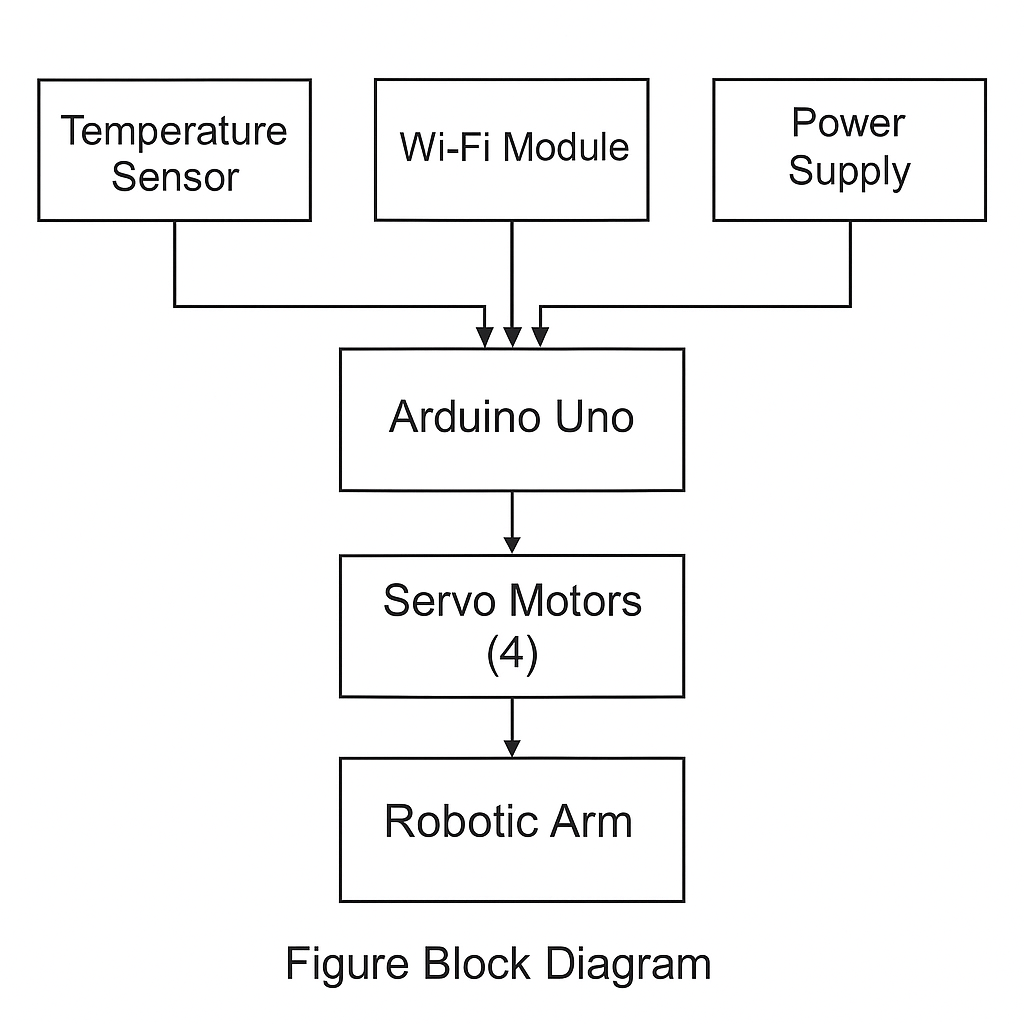 Temperature
Sensor
Wi-Fi Module
Power
Supply
Arduino Uno
Servo Motors
(4)
Robotic Arm
Figure Block Diagram